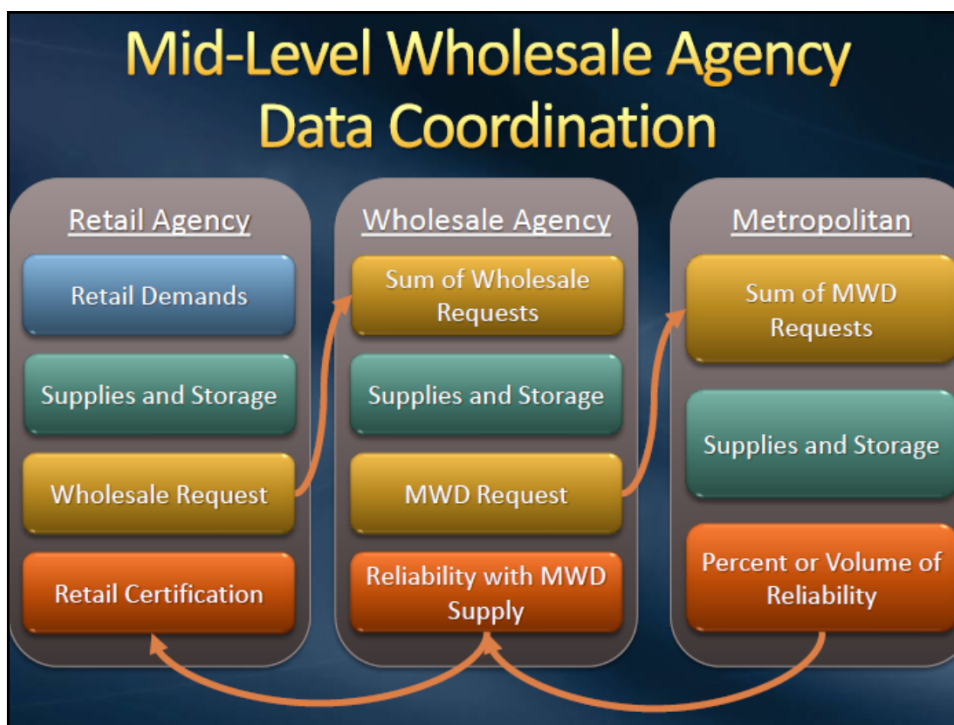 Mid-Level Wholesale Agency
Data Coordination
Retail Agency
Retail Demands
Supplies and Storage
Wholesale Request
Retail Certification
Wholesale Agency
Sum of Wholesale
Requests
Supplies and Storage
MWD Request
Reliability with MWD
Supply
Metropolitan
Sum of MWD
Requests
Supplies and Storage
Percent or Volume of
Reliability